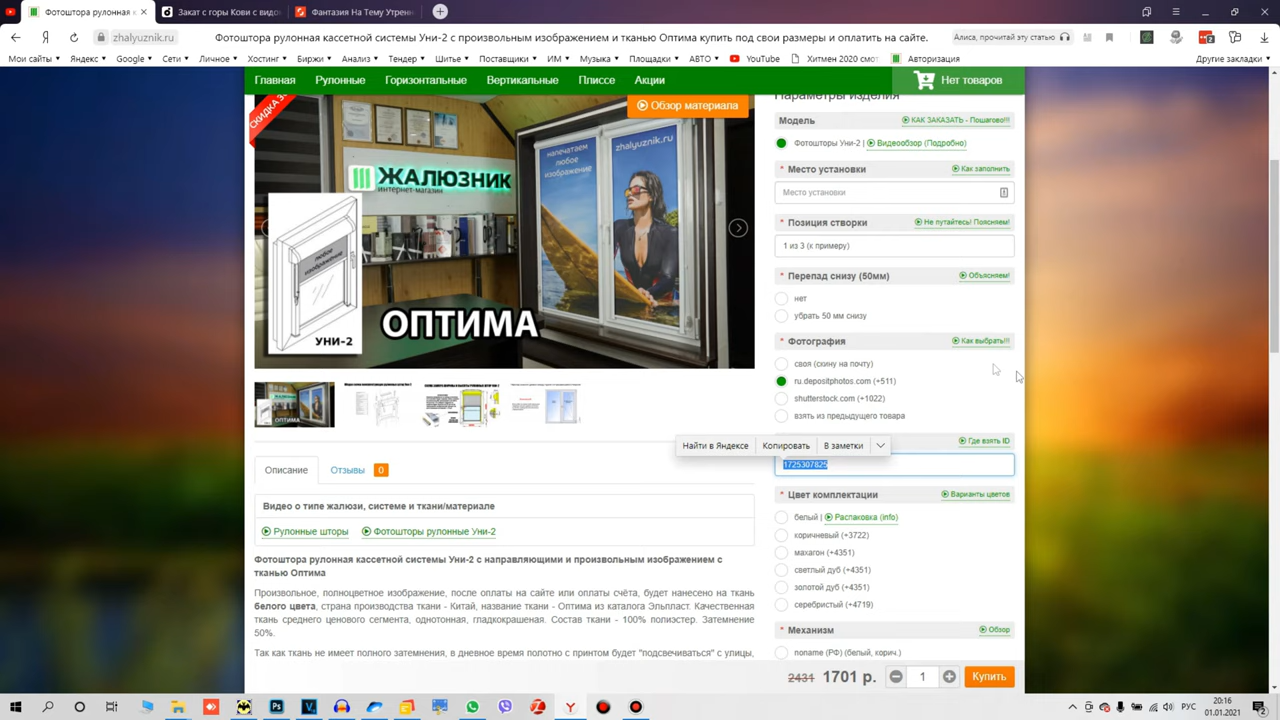 Фотоштора рулонная к
Закат с горы Кови с видо
Фантазия На Тему Утренн
zhalyuznik.ru
Фотоштора рулонная кассетной системы Уни-2 с произвольным изображением и тканью Оптима купить под свои размеры и оплатить на сайте.
Алиса, прочитай эту статью
2
Мои сайты
Яндекс
Google
Сети
Личное
Хостинг
Биржи
Анализ
Тендер
Шитье
Поставщики
ИМ
Музыка
Площадки
АВТО
YouTube
Хитмен 2020 смот
Авторизация
Другие закладки
Главная
Рулонные
Горизонтальные
Вертикальные
Плиссе
Акции
Нет товаров
СКИДКА
Обзор материала
ЖАЛЮЗНИК
интернет-магазин
напечатаем
любое
изображение
zhalyuznik.ru
любое
изображение
УНИ-2
ОПТИМА
Параметры изделия
Модель
КАК ЗАКАЗАТЬ - Пошагово!!!
Фотошторы Уни-2 | Видеообзор (Подробно)
* Место установки
Как заполнить
Место установки
* Позиция створки
Не путайтесь! Поясняем!
1 из 3 (к примеру)
* Перепад снизу (50мм)
Объясняем!
нет
убрать 50 мм снизу
* Фотография
Как выбрать!!!
своя (скину на почту)
ru.depositphotos.com (+511)
shutterstock.com (+1022)
взять из предыдущего товара
Найти в Яндексе
Копировать
В заметки
Где взять ID
1725307825
* Цвет комплектации
Варианты цветов
белый | Распаковка (info)
коричневый (+3722)
махагон (+4351)
светлый дуб (+4351)
золотой дуб (+4351)
серебристый (+4719)
* Механизм
Обзор
noname (РФ) (белый, корич.)
Описание
Отзывы
0
Видео о типе жалюзи, системе и ткани/материале
Рулонные шторы
Фотошторы рулонные Уни-2
Фотоштора рулонная кассетной системы Уни-2 с направляющими и произвольным изображением с
тканью Оптима
Произвольное, полноцветное изображение, после оплаты на сайте или оплаты счёта, будет нанесено на ткань
белого цвета, страна производства ткани - Китай, название ткани - Оптима из каталога Эльпласт. Качественная
ткань среднего ценового сегмента, однотонная, гладкокрашеная. Состав ткани - 100% полиэстер. Затемнение
50%.
Так как ткань не имеет полного затемнения, в дневное время полотно с принтом будет "подсвечиваться" с улицы,
2431
1701 р.
1
Купить
РУС
20:16
01.01.2021
2